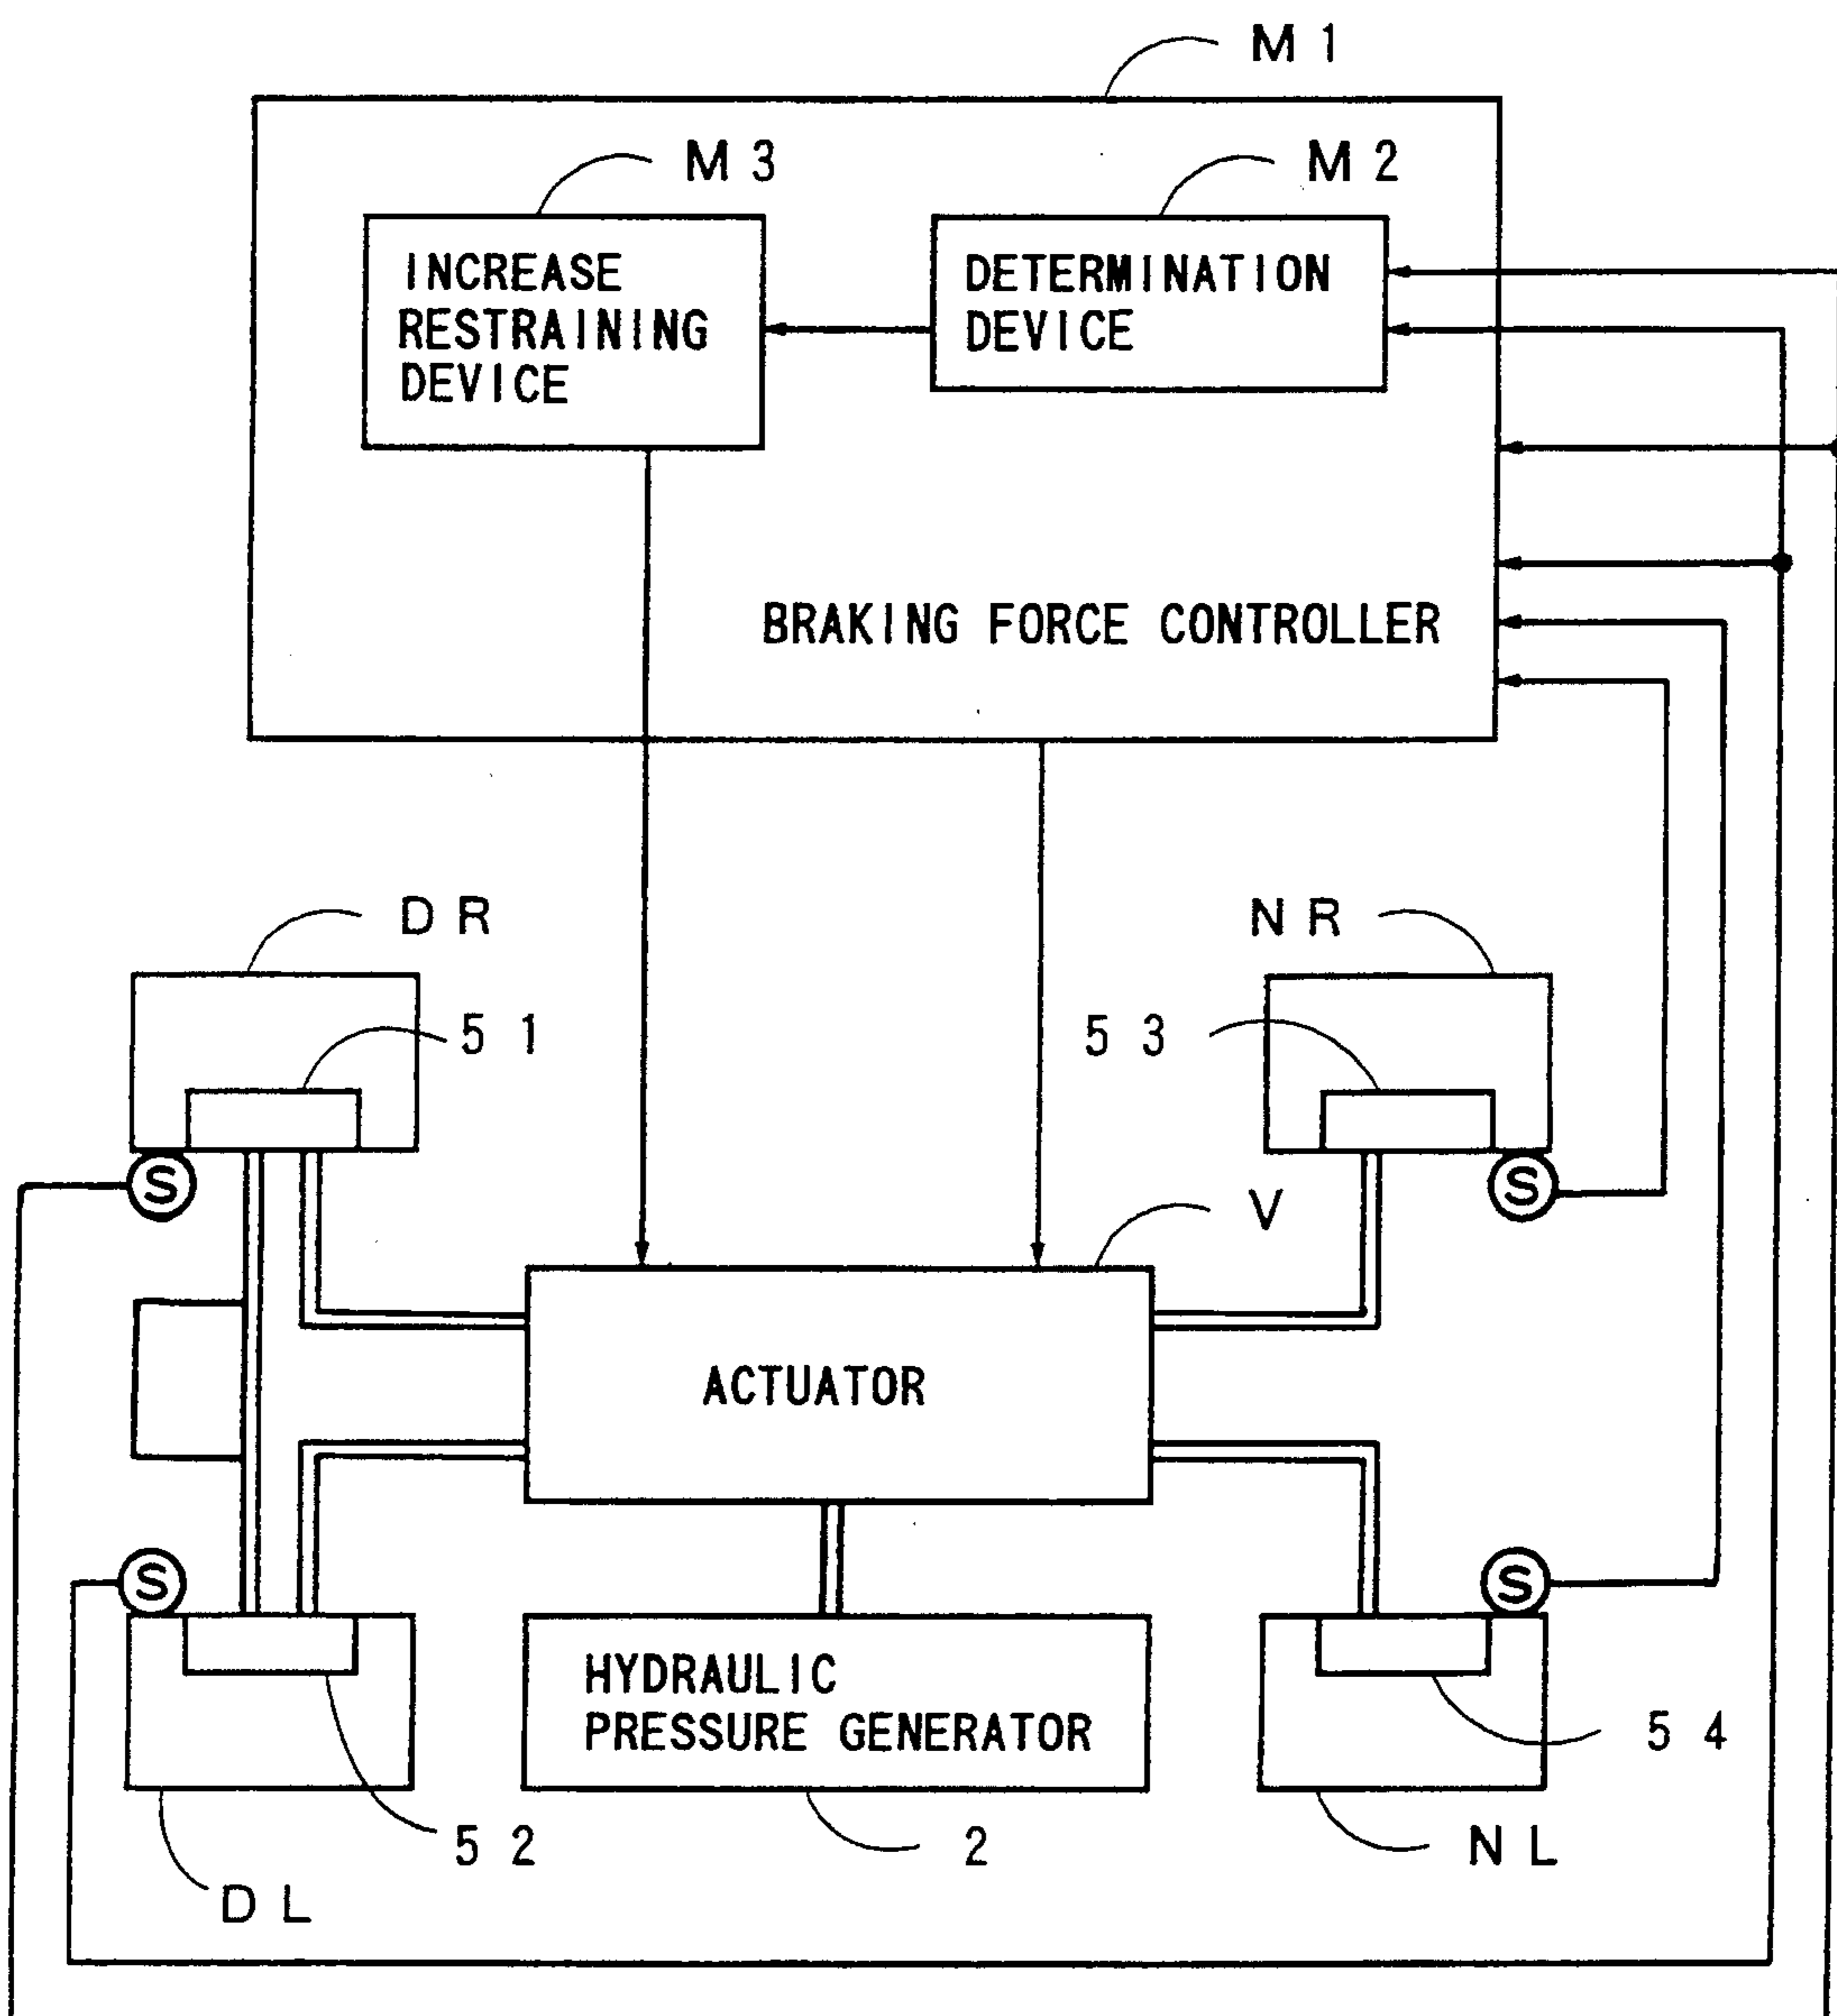 M1
M3
M2
INCREASE
RESTRAINING
DEVICE
DETERMINATION
DEVICE
BRAKING FORCE CONTROLLER
DR
NR
51
53
S
S
V
ACTUATOR
S
S
HYDRAULIC
PRESSURE GENERATOR
54
52
2
NL
DL